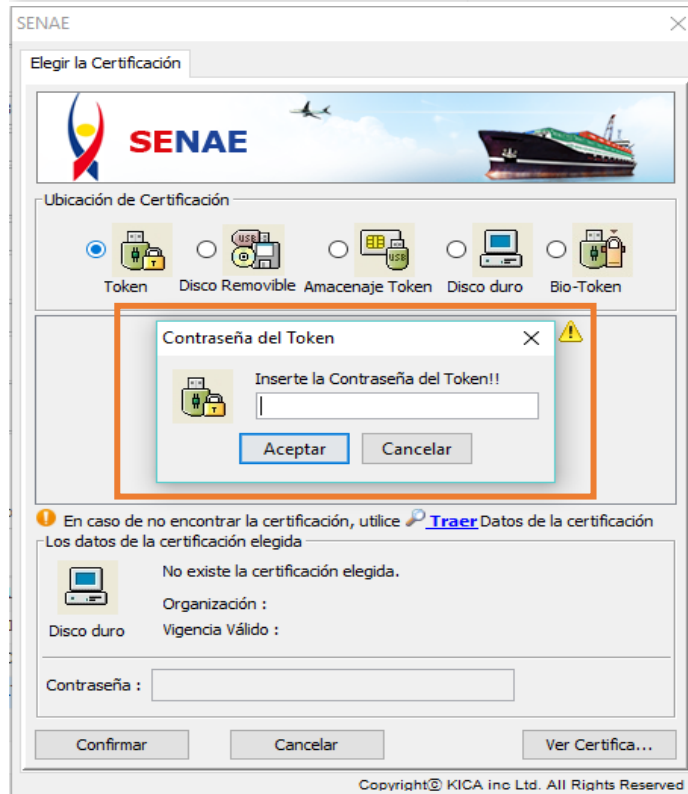 SENAE
Elegir la Certificación
SENAE
Ubicación de Certificación
Token Disco Removible Amacenaje Token Disco duro Bio-Token
Contraseña del Token
Inserte la Contraseña del Token!!
Aceptar Cancelar
En caso de no encontrar la certificación, utilice Traer Datos de la certificación
Los datos de la certificación elegida
No existe la certificación elegida.
Organización :
Disco duro Vigencia Válido :
Contraseña :
Confirmar Cancelar Ver Certifica...
Copyright© KICA inc Ltd. All Rights Reserved